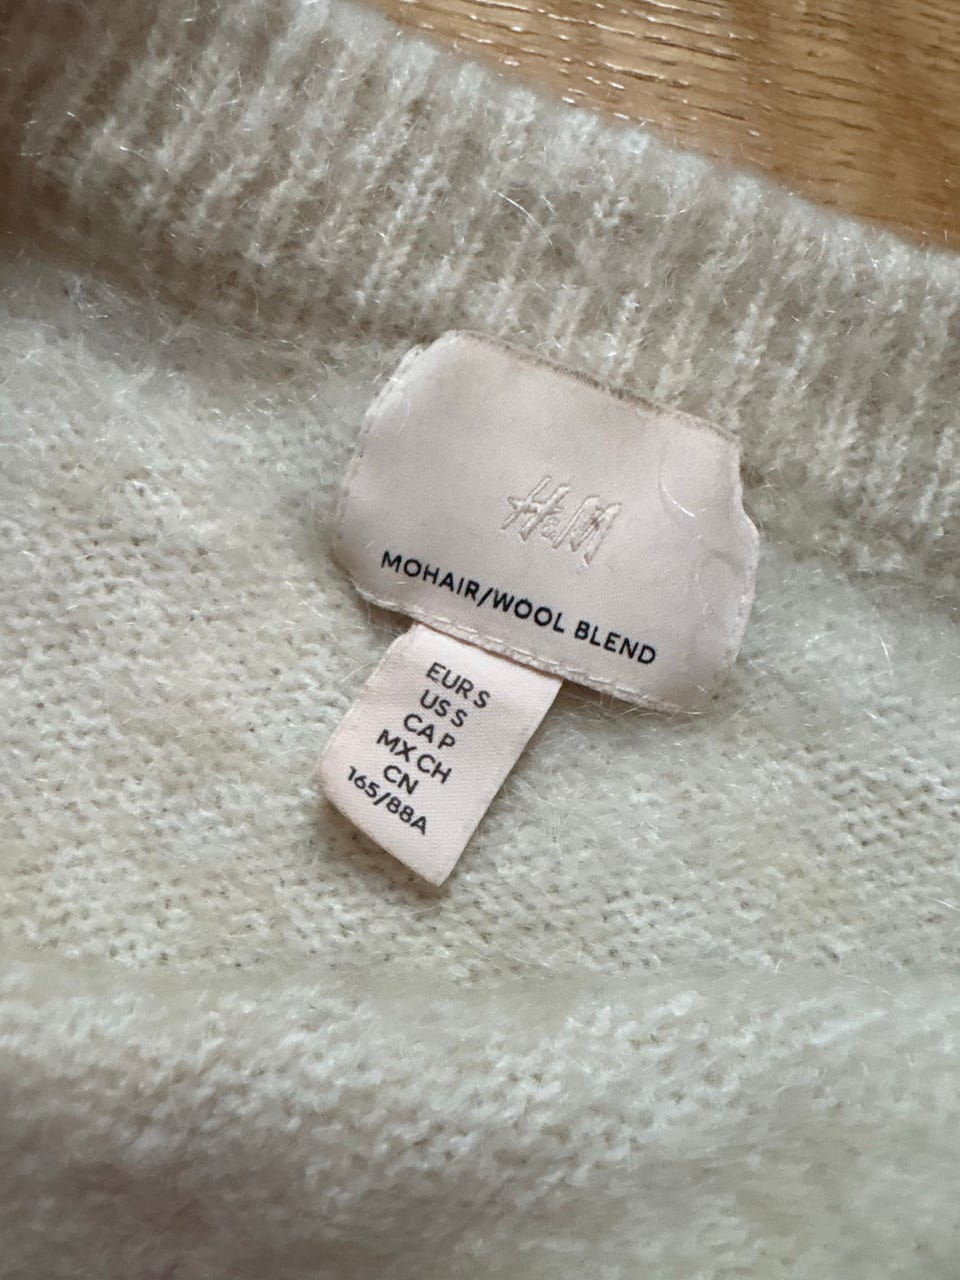 H&M
MOHAIR/WOOL BLEND
EUR S
US S
CA P
MX CH
CN
165/88A